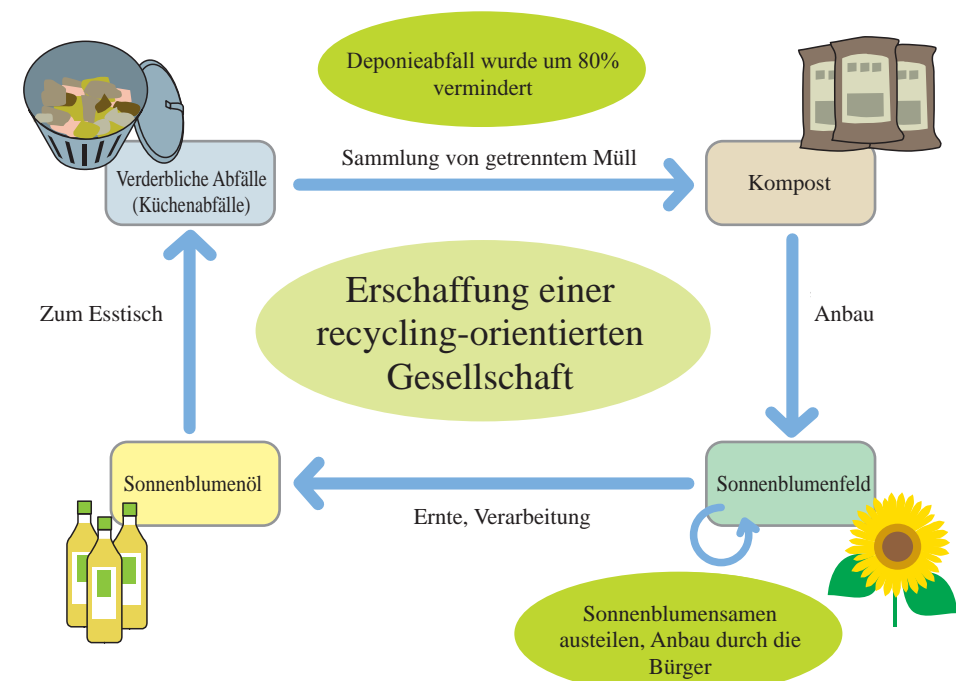 Deponieabfall wurde um 80%
vermindert
Sammlung von getrenntem Müll
Verderbliche Abfälle
(Küchenabfälle)
Kompost
Erschaffung einer
recycling-orientierten
Gesellschaft
Zum Esstisch
Anbau
Sonnenblumenöl
Sonnenblumenfeld
Ernte, Verarbeitung
Sonnenblumensamen
austeilen, Anbau durch die
Bürger